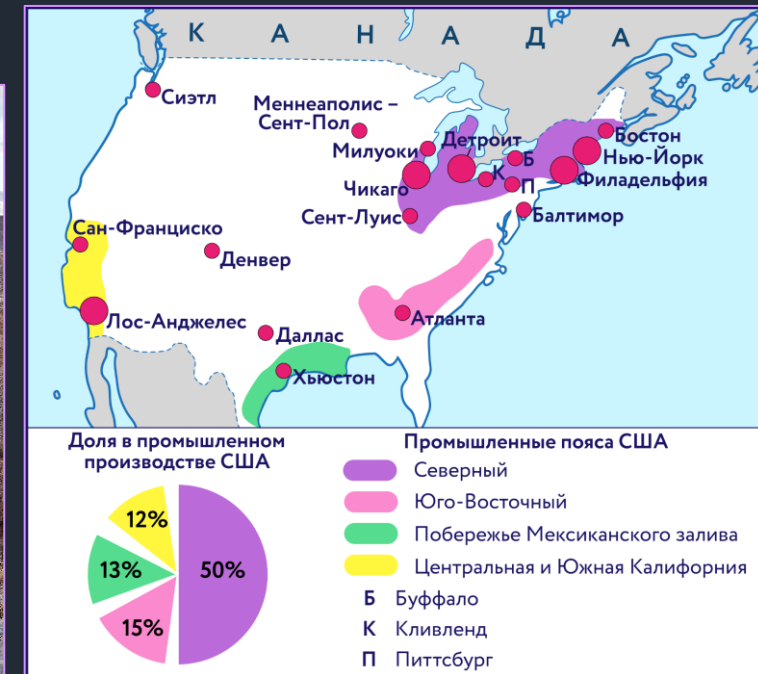 К А Н А Д А
Сиэтл
Меннеаполис –
Сент-Пол
Милуоки
Детройт
Чикаго
Сент-Луис
Б
К
П
Бостон
Нью-Йорк
Филадельфия
Балтимор
Сан-Франциско
Денвер
Лос-Анджелес
Даллас
Хьюстон
Атланта
Доля в промышленном
производстве США
12%
13%
15%
50%
Промышленные пояса США
Северный
Юго-Восточный
Побережье Мексиканского залива
Центральная и Южная Калифорния
Б Буффало
К Кливленд
П Питтсбург